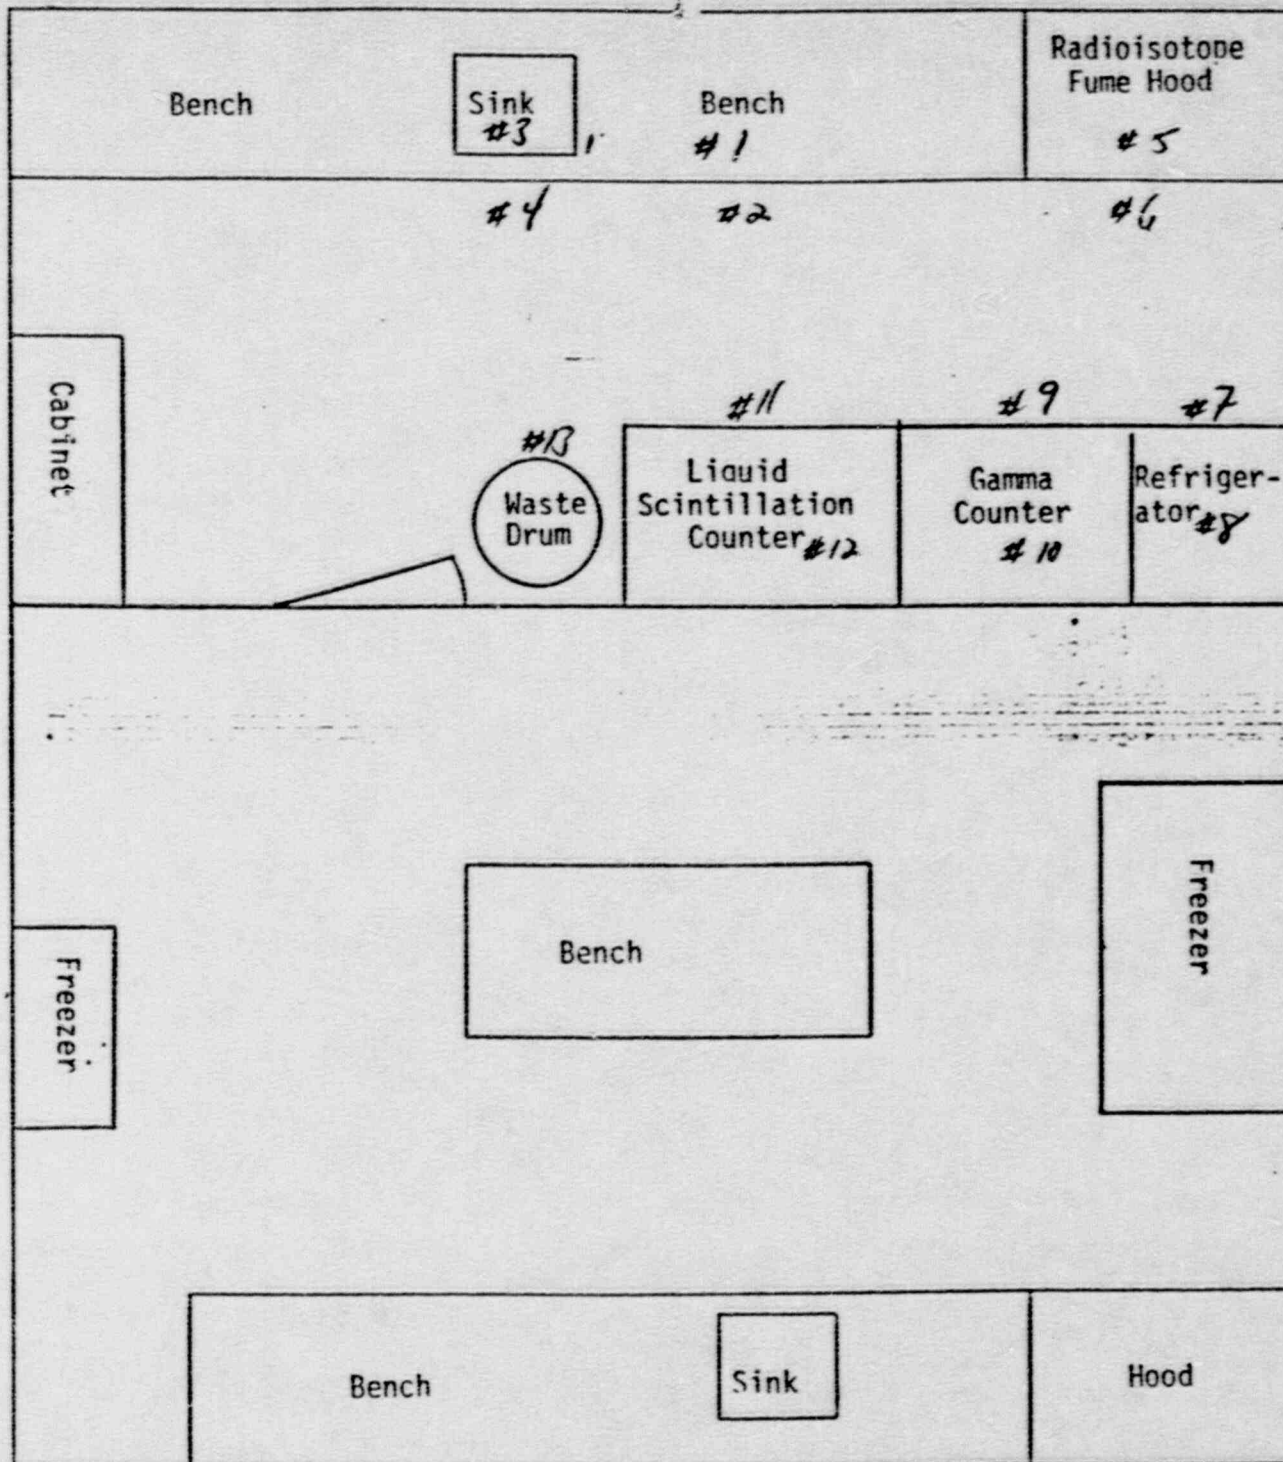 Radioisotope
Fume Hood
#5
Bench
Sink
#3
Bench
#1
#4
#2
#6
Cabinet
#13
Waste
Drum
#11
Liquid
Scintillation
Counter #12
#9
Gamma
Counter
#10
#7
Refriger-
ator #8
Freezer
Bench
Freezer
Bench
Sink
Hood